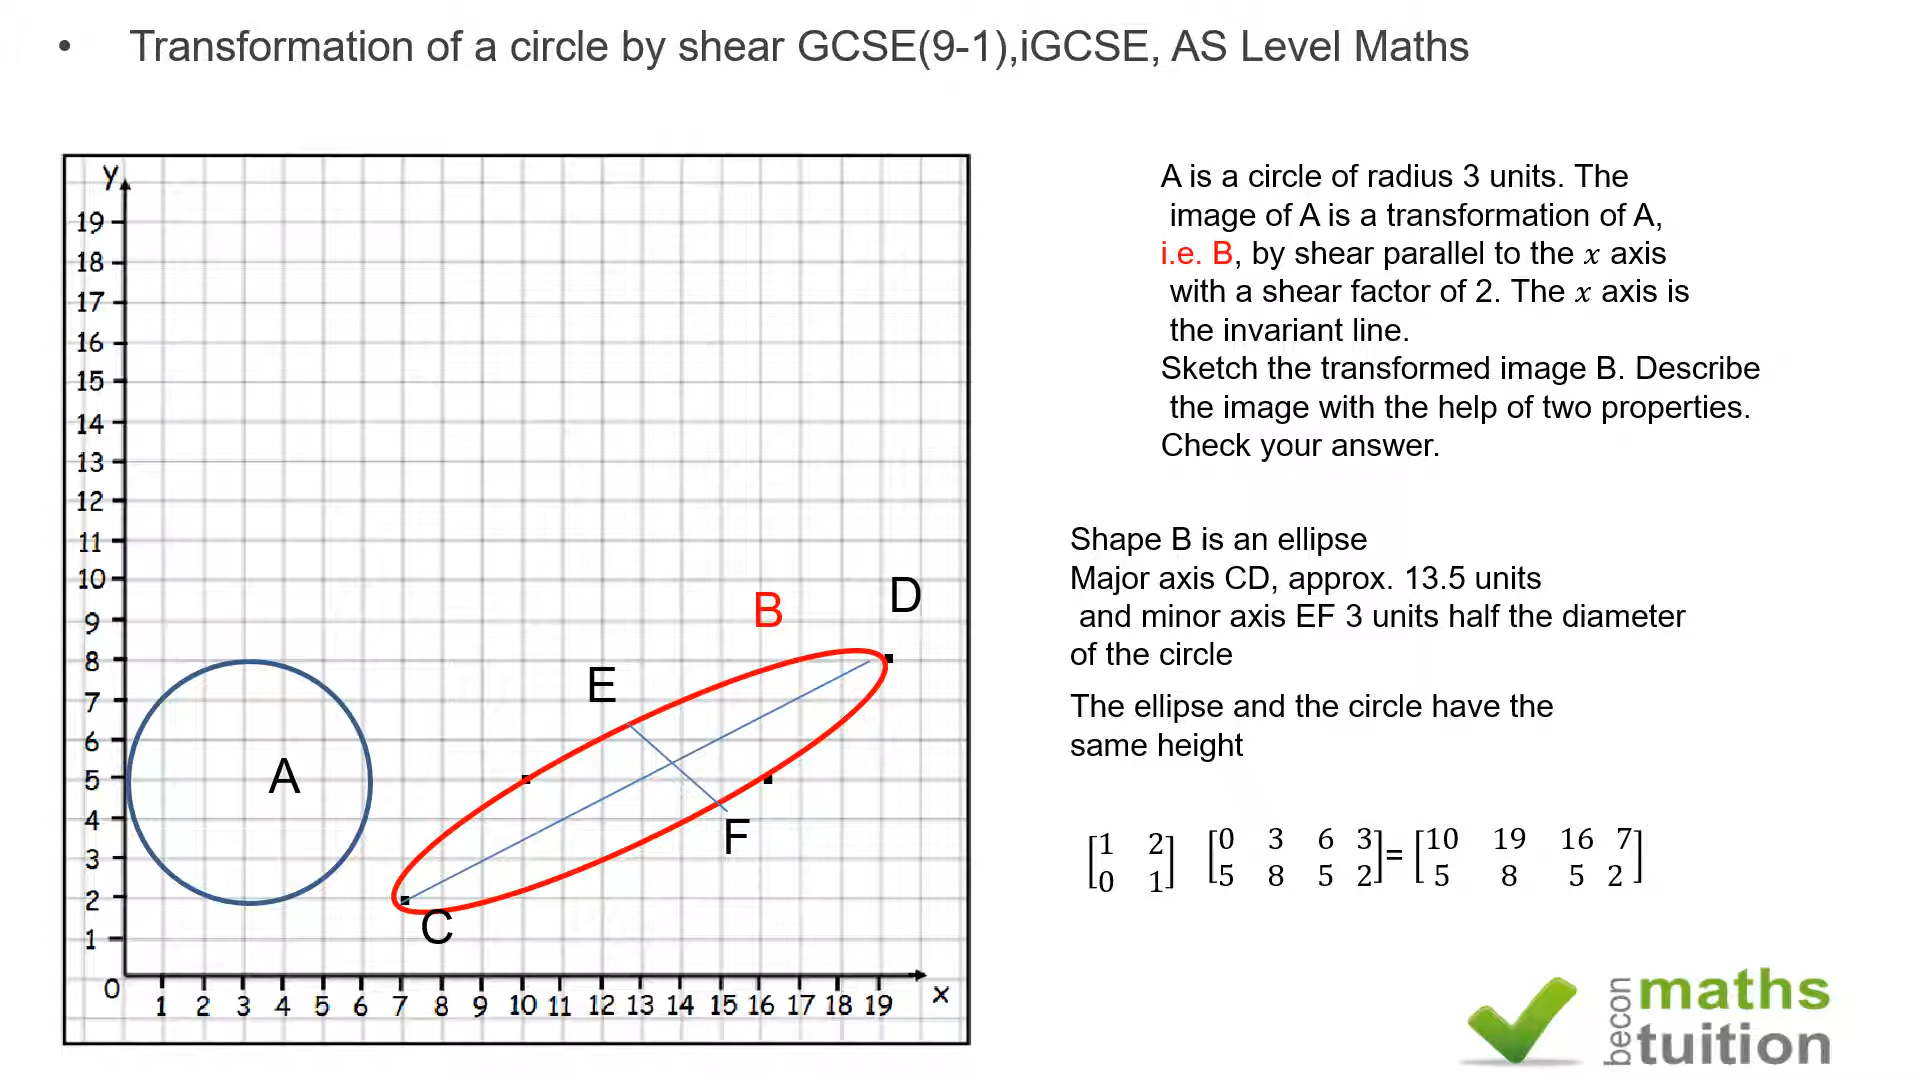 • Transformation of a circle by shear GCSE(9-1),iGCSE, AS Level Maths
A is a circle of radius 3 units. The
image of A is a transformation of A,
i.e. B, by shear parallel to the x axis
with a shear factor of 2. The x axis is
the invariant line.
Sketch the transformed image B. Describe
the image with the help of two properties.
Check your answer.
Shape B is an ellipse
Major axis CD, approx. 13.5 units
and minor axis EF 3 units half the diameter
of the circle
The ellipse and the circle have the
same height
[1 2] [0 3 6 3] = [10 19 16 7]
[0 1] [5 8 5 2] [5 8 5 2]
y
19
18
17
16
15
14
13
12
11
10
9
8
7
6
5
4
3
2
1
0
1 2 3 4 5 6 7 8 9 10 11 12 13 14 15 16 17 18 19 x
A
B
D
E
F
C
becon
maths
tuition